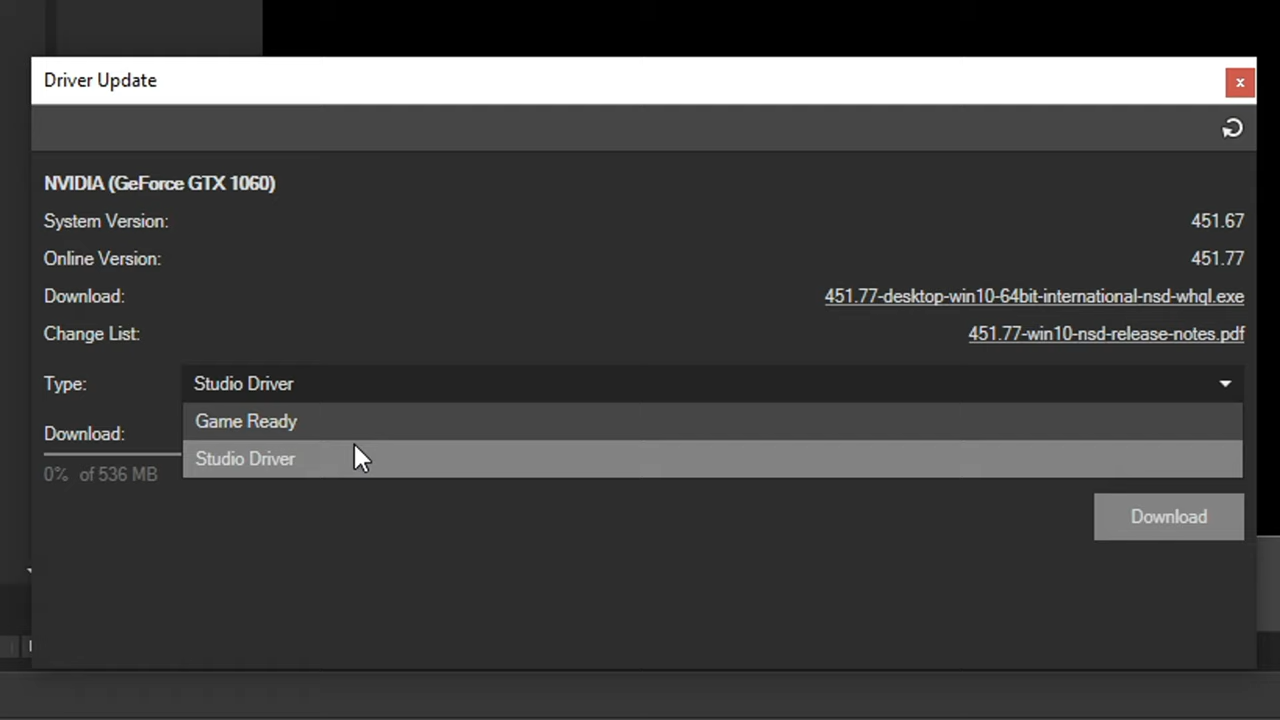 Driver Update
x
NVIDIA (GeForce GTX 1060)
System Version: 451.67
Online Version: 451.77
Download: 451.77-desktop-win10-64bit-international-nsd-whql.exe
Change List: 451.77-win10-nsd-release-notes.pdf
Type: Studio Driver
Game Ready
Download:
Studio Driver
0% of 536 MB
Download